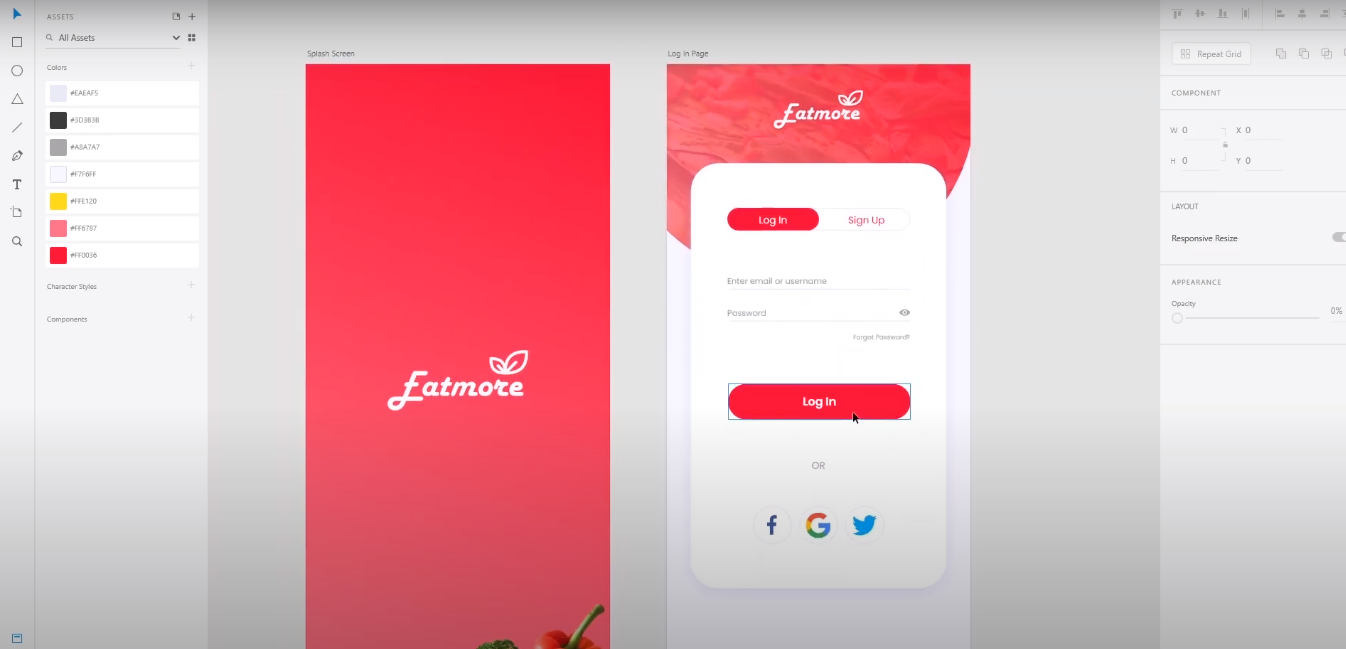 ASSETS
All Assets
Colors
#EAEAF5
#3D3B3B
#A8A7A7
#F7F6FF
#FFE120
#FF6787
#FF0036
Character Styles
Components
Splash Screen
Eatmore
Log In Page
Eatmore
Log In
Sign Up
Enter email or username
Password
Forgot Password?
Log In
OR
Repeat Grid
COMPONENT
W 0
X 0
H 0
Y 0
LAYOUT
Responsive Resize
APPEARANCE
Opacity
0%